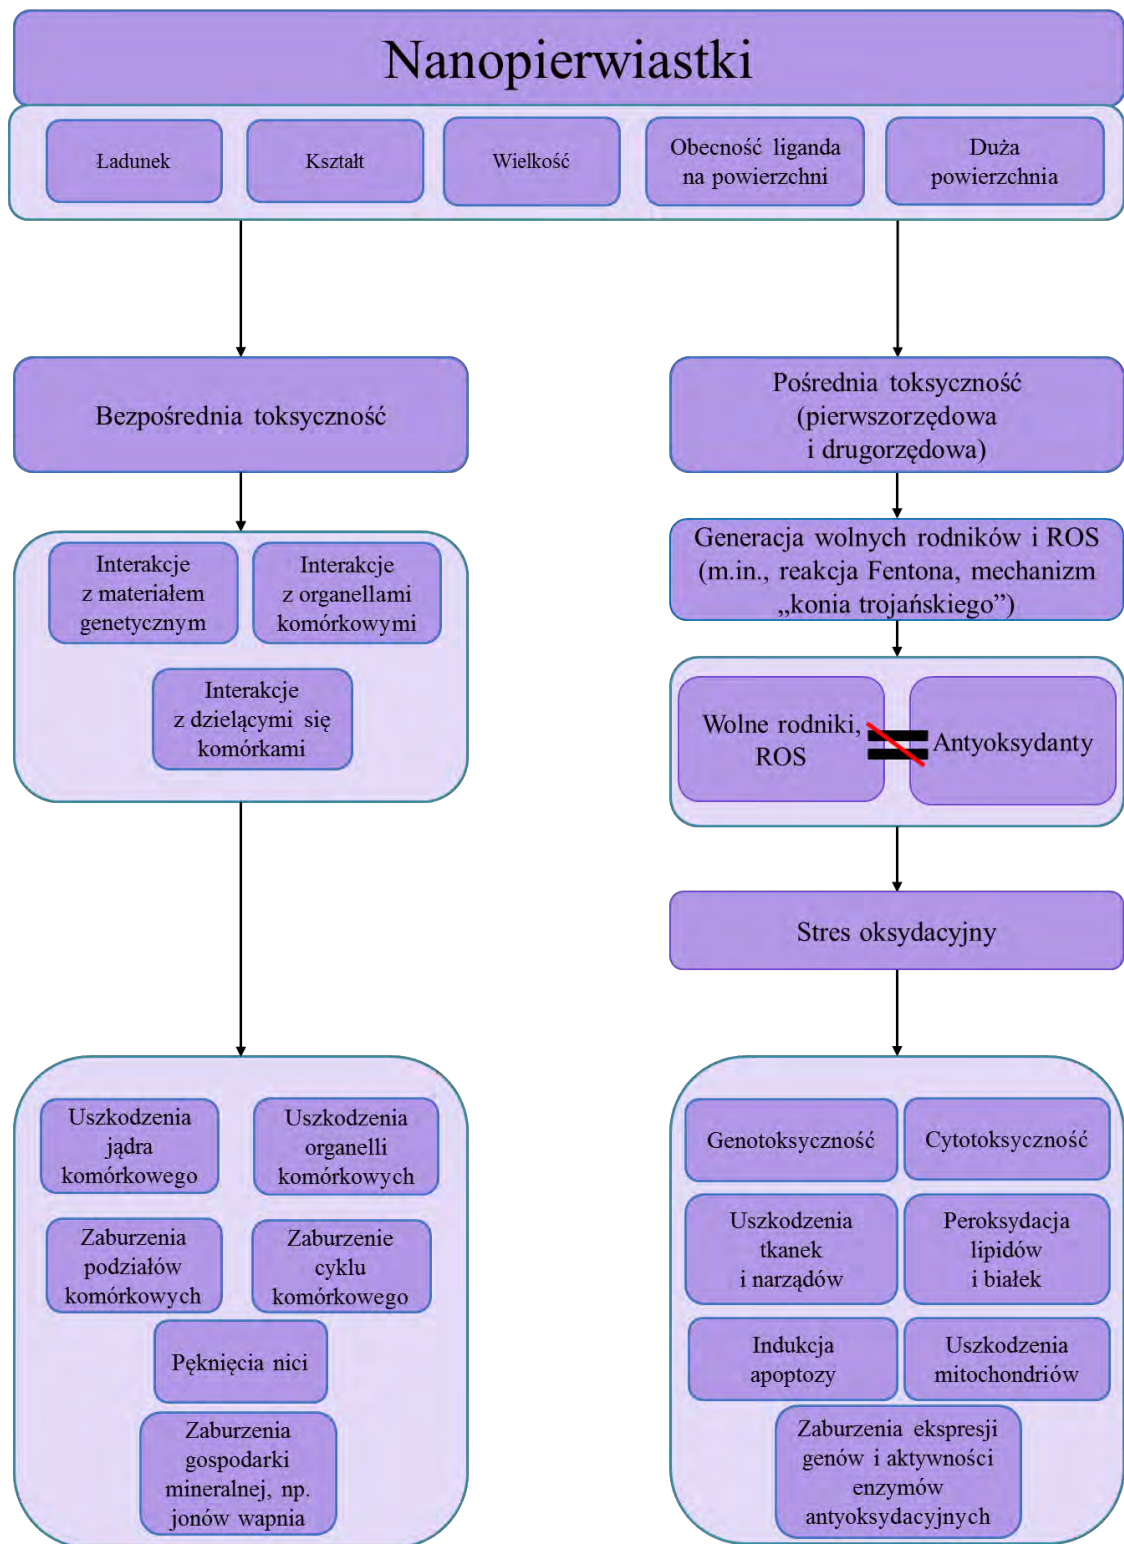 Nanopierwiastki
Ładunek
Kształt
Wielkość
Obecność liganda
na powierzchni
Duża
powierzchnia
Bezpośrednia toksyczność
Interakcje
z materiałem
genetycznym
Interakcje
z organellami
komórkowymi
Interakcje
z dzielącymi się
komórkami
Uszkodzenia
jądra
komórkowego
Uszkodzenia
organelli
komórkowych
Zaburzenia
podziałów
komórkowych
Zaburzenie
cyklu
komórkowego
Pęknięcia nici
Zaburzenia
gospodarki
mineralnej, np.
jonów wapnia
Pośrednia toksyczność
(pierwszorzędowa
i drugorzędowa)
Generacja wolnych rodników i ROS
(m.in., reakcja Fentona, mechanizm
„konia trojańskiego”)
Wolne rodniki,
ROS
Antyoksydanty
Stres oksydacyjny
Genotoksyczność
Cytotoksyczność
Uszkodzenia
tkanek
i narządów
Peroksydacja
lipidów
i białek
Indukcja
apoptozy
Uszkodzenia
mitochondriów
Zaburzenia ekspresji
genów i aktywności
enzymów
antyoksydacyjnych